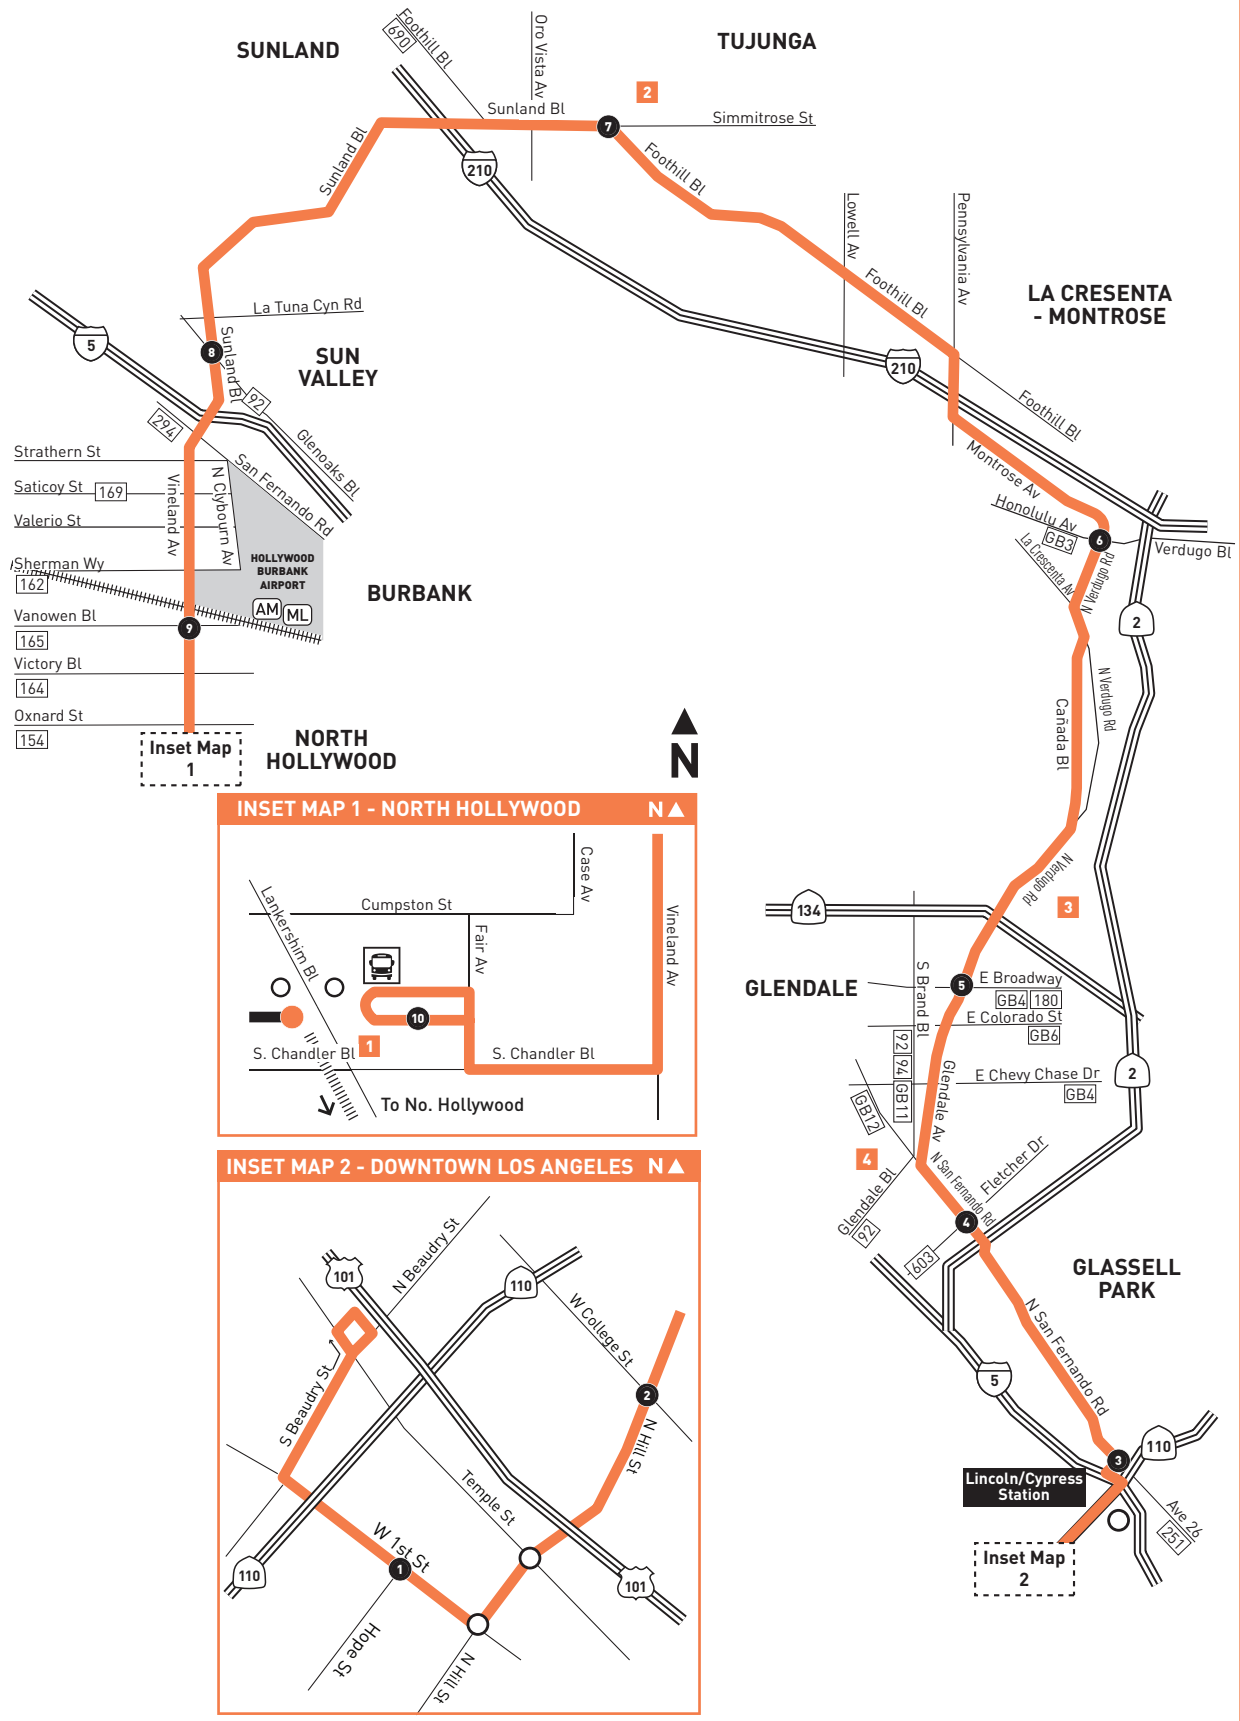 SUNLAND
TUJUNGA
Foothill Bl
690
Oro Vista Av
Sunland Bl
2
7
Simmitrose St
Sunland Bl
210
Foothill Bl
Lowell Av
Pennsylvania Av
Foothill Bl
LA CRESENTA
- MONTROSE
La Tuna Cyn Rd
5
8
Sunland Bl
SUN
VALLEY
92
294
Glenoaks Bl
210
Foothill Bl
Strathern St
Saticoy St
169
Valerio St
Sherman Wy
162
Vanowen Bl
165
Victory Bl
164
Oxnard St
154
Vineland Av
N Clybourn Av
San Fernando Rd
HOLLYWOOD
BURBANK
AIRPORT
AM
ML
9
BURBANK
Montrose Av
Honolulu Av
GB3
6
Verdugo Bl
La Crescenta Av
N Verdugo Rd
2
N Verdugo Rd
Cañada Bl
Inset Map
1
NORTH
HOLLYWOOD
N
INSET MAP 1 - NORTH HOLLYWOOD
N
Case Av
Cumpston St
Lankershim Bl
Fair Av
Vineland Av
10
1
S. Chandler Bl
S. Chandler Bl
To No. Hollywood
N Verdugo Rd
3
134
GLENDALE
S Brand Bl
5
E Broadway
GB4
180
E Colorado St
GB6
92
94
GB11
Glendale Av
E Chevy Chase Dr
GB4
2
GB12
4
N San Fernando Rd
Fletcher Dr
Glendale Bl
92
4
603
GLASSELL
PARK
N San Fernando Rd
5
3
110
Lincoln/Cypress
Station
Ave 26
251
Inset Map
2
INSET MAP 2 - DOWNTOWN LOS ANGELES
N
N Beaudry St
101
110
W College St
2
S Beaudry St
N Hill St
Temple St
W 1st St
1
110
101
Hope St
N Hill St